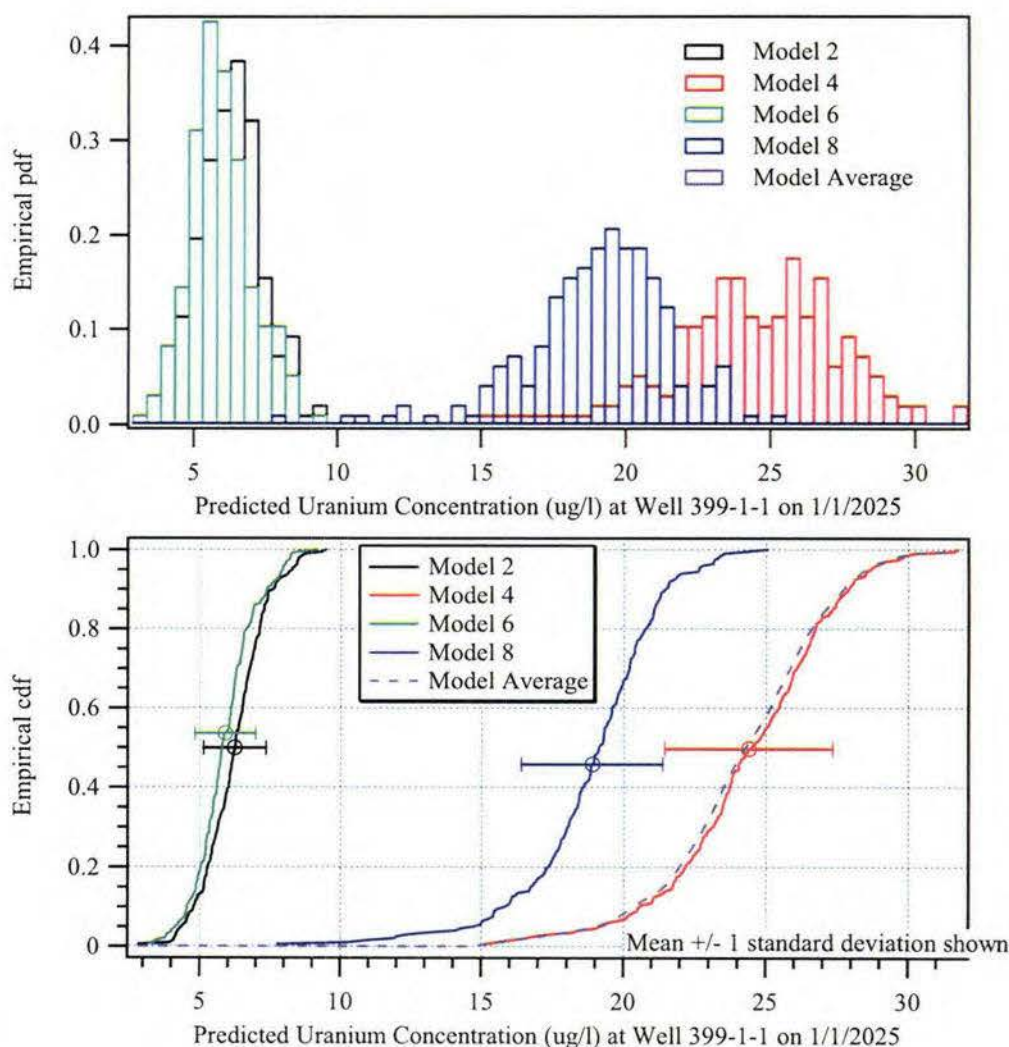 0.4
0.3
0.2
0.1
0.0
Empirical pdf
Model 2
Model 4
Model 6
Model 8
Model Average
5 10 15 20 25 30
Predicted Uranium Concentration (ug/l) at Well 399-1-1 on 1/1/2025
1.0
0.8
0.6
0.4
0.2
0
Empirical cdf
Model 2
Model 4
Model 6
Model 8
Model Average
Mean +/- 1 standard deviation shown
5 10 15 20 25 30
Predicted Uranium Concentration (ug/l) at Well 399-1-1 on 1/1/2025